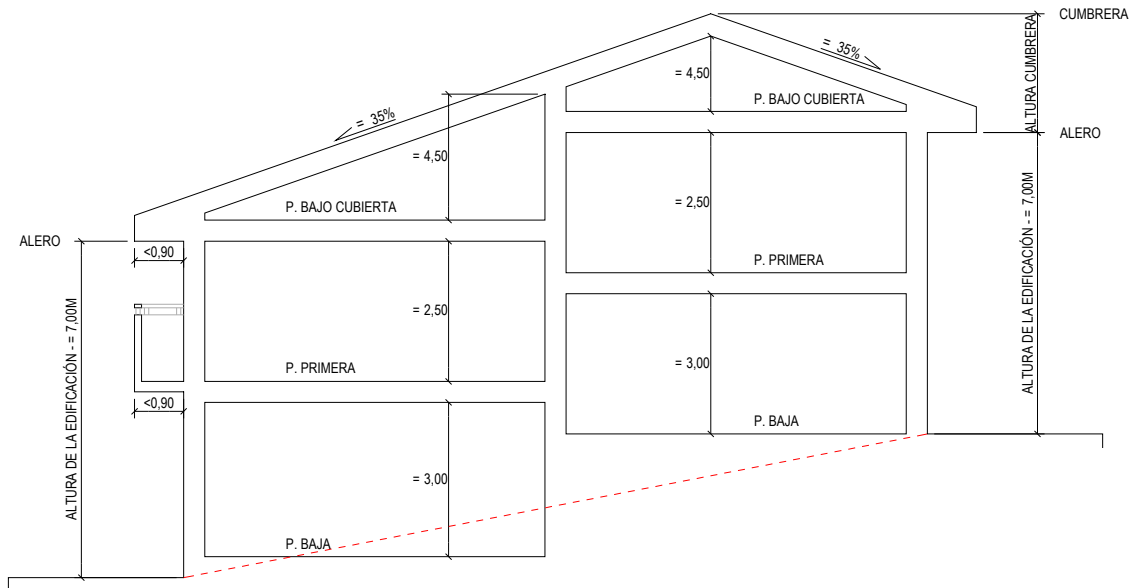 CUMBRERA
ALTURA CUMBRERA
= 35%
= 4,50
P. BAJO CUBIERTA
= 35%
ALERO
= 4,50
P. BAJO CUBIERTA
= 2,50
P. PRIMERA
ALERO
<0,90
ALTURA DE LA EDIFICACIÓN - = 7,00M
= 2,50
P. PRIMERA
<0,90
= 3,00
P. BAJA
ALTURA DE LA EDIFICACIÓN - = 7,00M
= 3,00
P. BAJA